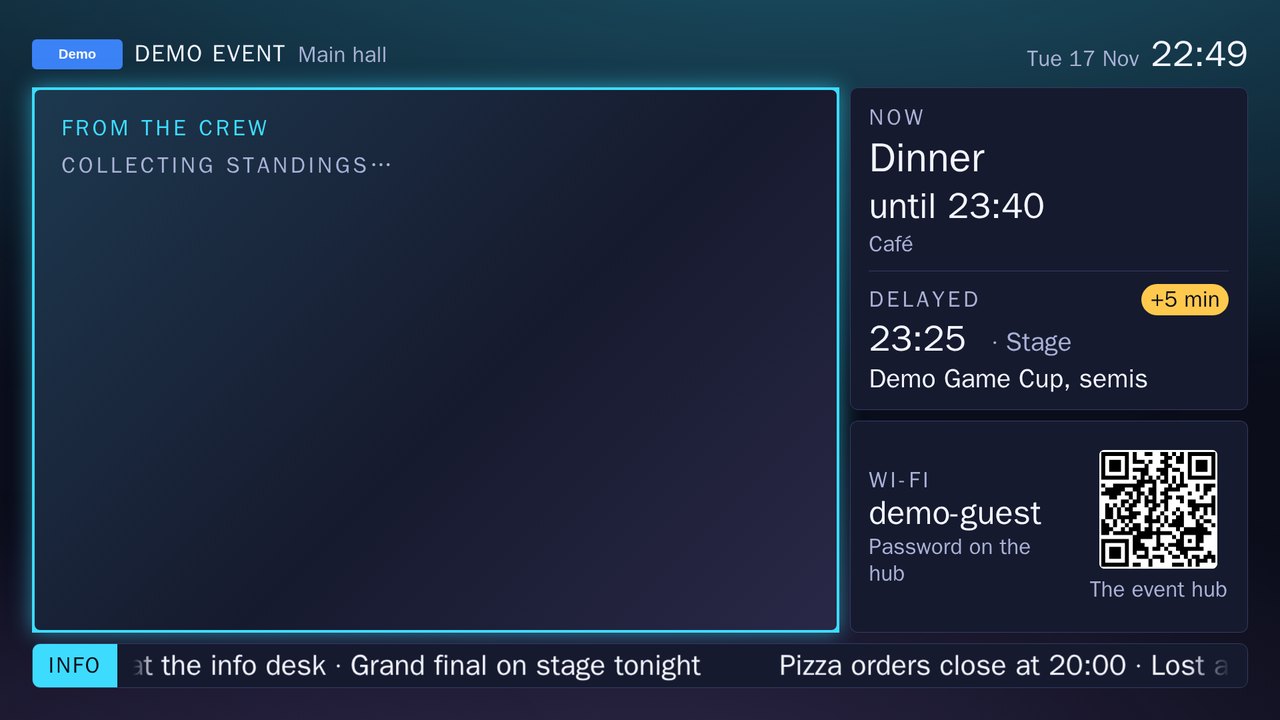 Demo
DEMO EVENT Main hall
Tue 17 Nov 22:49
FROM THE CREW
COLLECTING STANDINGS…
NOW
Dinner
until 23:40
Café
DELAYED +5 min
23:25 · Stage
Demo Game Cup, semis
WI-FI
demo-guest
Password on the
hub
The event hub
INFO at the info desk · Grand final on stage tonight Pizza orders close at 20:00 · Lost